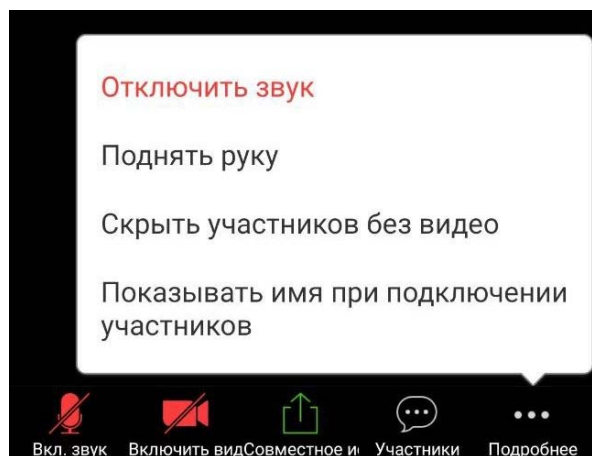 Отключить звук
Поднять руку
Скрыть участников без видео
Показывать имя при подключении
участников
Вкл. звук Включить вид Совместное и Участники Подробнее